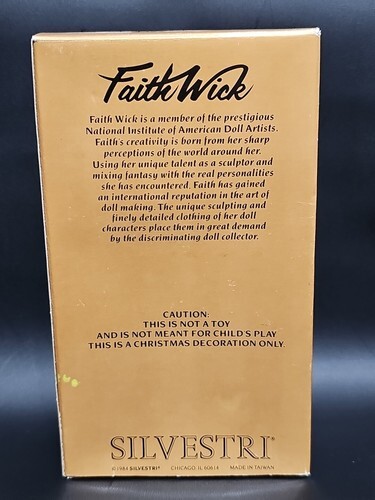 Faith Wick
Faith Wick is a member of the prestigious
National Institute of American Doll Artists.
Faith's creativity is born from her sharp
perceptions of the world around her.
Using her unique talent as a sculptor and
mixing fantasy with the real personalities
she has encountered. Faith has gained
an international reputation in the art of
doll making. The unique sculpting and
finely detailed clothing of her doll
characters place them in great demand
by the discriminating doll collector.
CAUTION:
THIS IS NOT A TOY
AND IS NOT MEANT FOR CHILD'S PLAY
THIS IS A CHRISTMAS DECORATION ONLY.
SILVESTRI®
©1983 SILVESTRI® CHICAGO, IL 60614 MADE IN TAIWAN